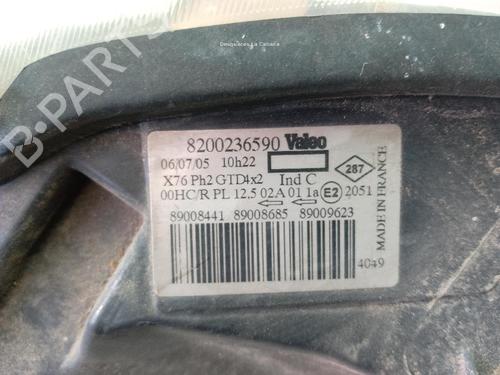 Desguaces La Cabaña
B-PARTS
8200236590 Valeo
06/07/05 10h22
287
X76 Ph2 GTD4x2 Ind C
00HC/R PL 12.5 02A 01 1a E2 2051
89008441 89008685 89009623
4049
MADE IN FRANCE